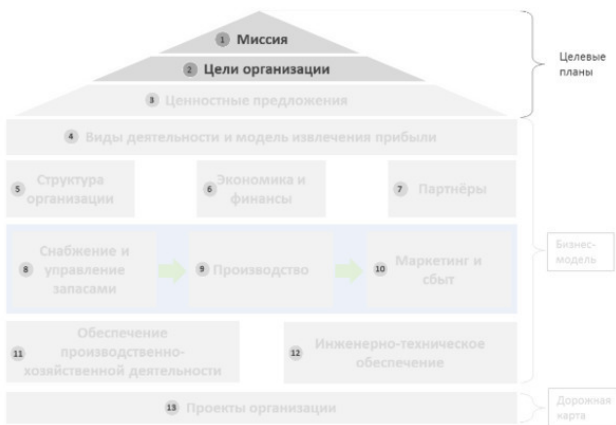 1 Миссия
Целевые
планы
2 Цели организации
3 Ценностные предложения
4 Виды деятельности и модель извлечения прибыли
5 Структура
организации
6 Экономика и
финансы
7 Партнёры
8 Снабжение и
управление
запасами
9 Производство
10 Маркетинг и
сбыт
Бизнес-
модель
11 Обеспечение
производственно-
хозяйственной деятельности
12 Инженерно-техническое
обеспечение
13 Проекты организации
Дорожная
карта